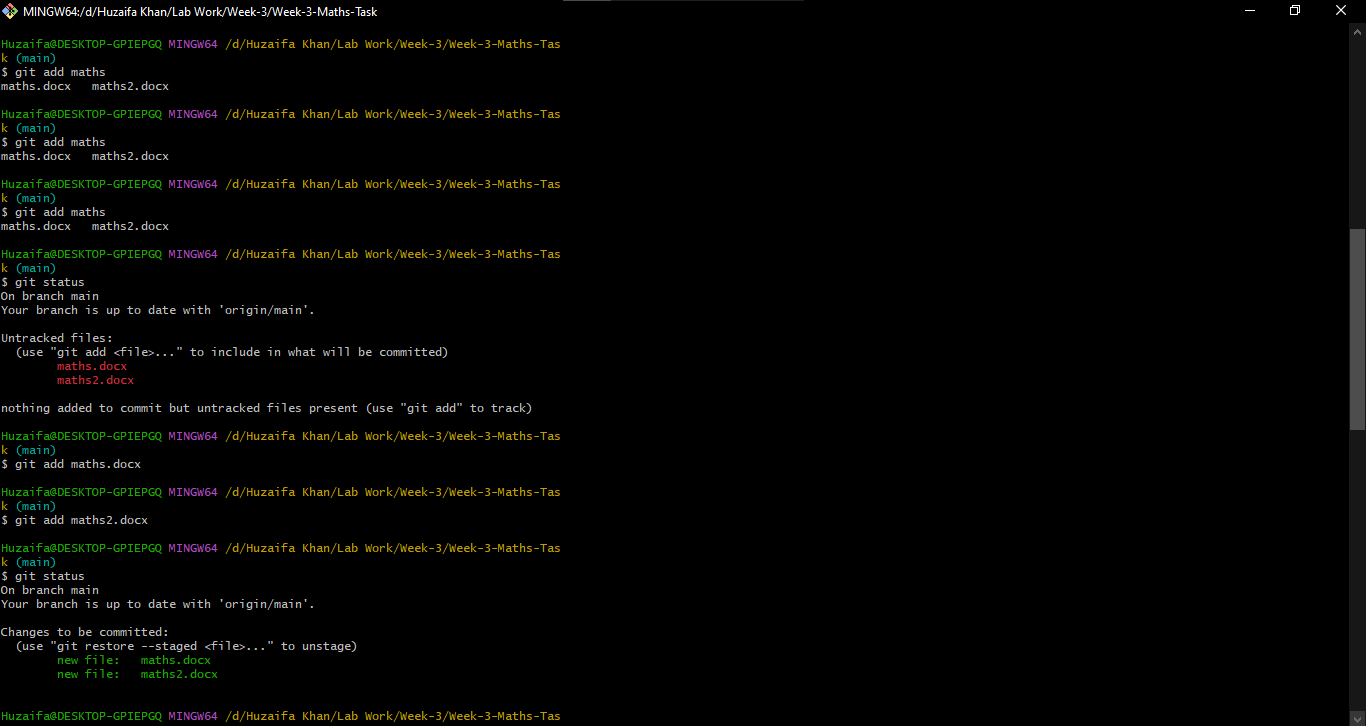 MINGW64:/d/Huzaifa Khan/Lab Work/Week-3/Week-3-Maths-Task
Huzaifa@DESKTOP-GPIEPGQ MINGW64 /d/Huzaifa Khan/Lab Work/Week-3/Week-3-Maths-Tas
k (main)
$ git add maths
maths.docx   maths2.docx
Huzaifa@DESKTOP-GPIEPGQ MINGW64 /d/Huzaifa Khan/Lab Work/Week-3/Week-3-Maths-Tas
k (main)
$ git add maths
maths.docx   maths2.docx
Huzaifa@DESKTOP-GPIEPGQ MINGW64 /d/Huzaifa Khan/Lab Work/Week-3/Week-3-Maths-Tas
k (main)
$ git add maths
maths.docx   maths2.docx
Huzaifa@DESKTOP-GPIEPGQ MINGW64 /d/Huzaifa Khan/Lab Work/Week-3/Week-3-Maths-Tas
k (main)
$ git status
On branch main
Your branch is up to date with 'origin/main'.
Untracked files:
  (use "git add <file>..." to include in what will be committed)
        maths.docx
        maths2.docx
nothing added to commit but untracked files present (use "git add" to track)
Huzaifa@DESKTOP-GPIEPGQ MINGW64 /d/Huzaifa Khan/Lab Work/Week-3/Week-3-Maths-Tas
k (main)
$ git add maths.docx
Huzaifa@DESKTOP-GPIEPGQ MINGW64 /d/Huzaifa Khan/Lab Work/Week-3/Week-3-Maths-Tas
k (main)
$ git add maths2.docx
Huzaifa@DESKTOP-GPIEPGQ MINGW64 /d/Huzaifa Khan/Lab Work/Week-3/Week-3-Maths-Tas
k (main)
$ git status
On branch main
Your branch is up to date with 'origin/main'.
Changes to be committed:
  (use "git restore --staged <file>..." to unstage)
        new file:   maths.docx
        new file:   maths2.docx
Huzaifa@DESKTOP-GPIEPGQ MINGW64 /d/Huzaifa Khan/Lab Work/Week-3/Week-3-Maths-Tas